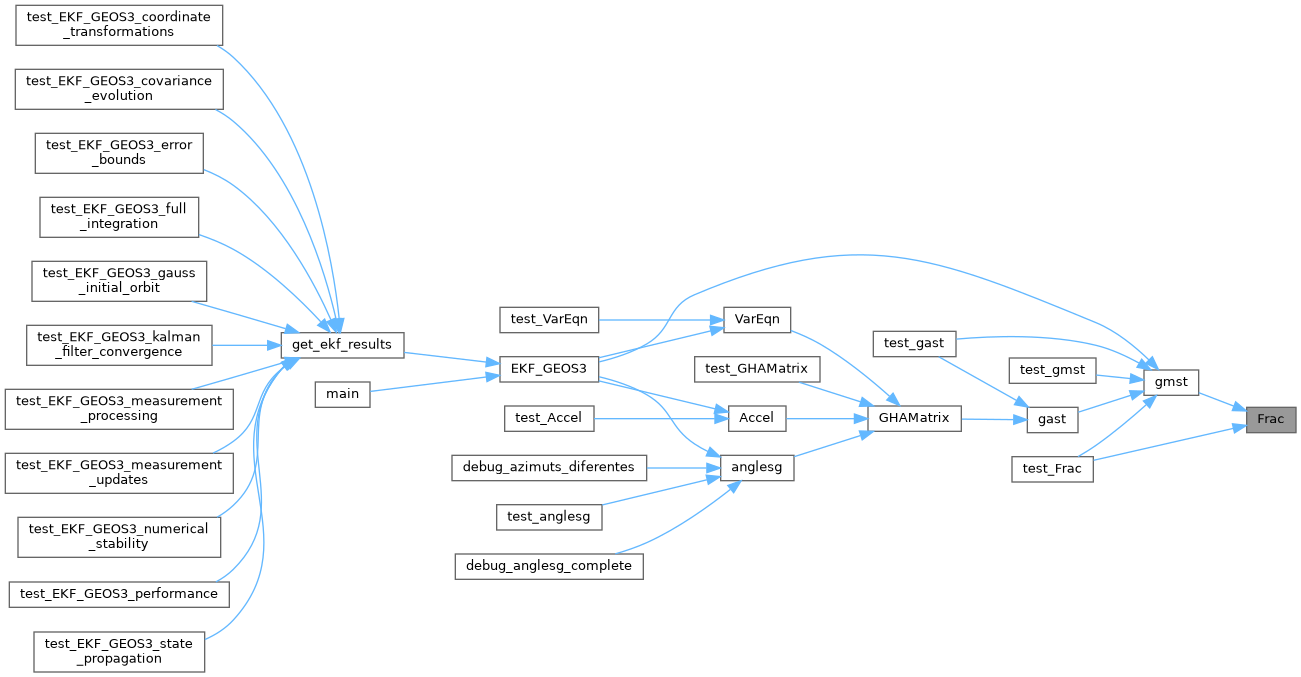 test_EKF_GEOS3_coordinate
_transformations
test_EKF_GEOS3_covariance
_evolution
test_EKF_GEOS3_error
_bounds
test_EKF_GEOS3_full
_integration
test_EKF_GEOS3_gauss
_initial_orbit
test_EKF_GEOS3_kalman
_filter_convergence
test_EKF_GEOS3_measurement
_processing
test_EKF_GEOS3_measurement
_updates
test_EKF_GEOS3_numerical
_stability
test_EKF_GEOS3_performance
test_EKF_GEOS3_state
_propagation
get_ekf_results
main
test_VarEqn
EKF_GEOS3
test_Accel
debug_azimuts_diferentes
test_anglesg
debug_anglesg_complete
VarEqn
test_GHAMatrix
Accel
anglesg
GHAMatrix
test_gast
test_gmst
gast
test_Frac
gmst
Frac